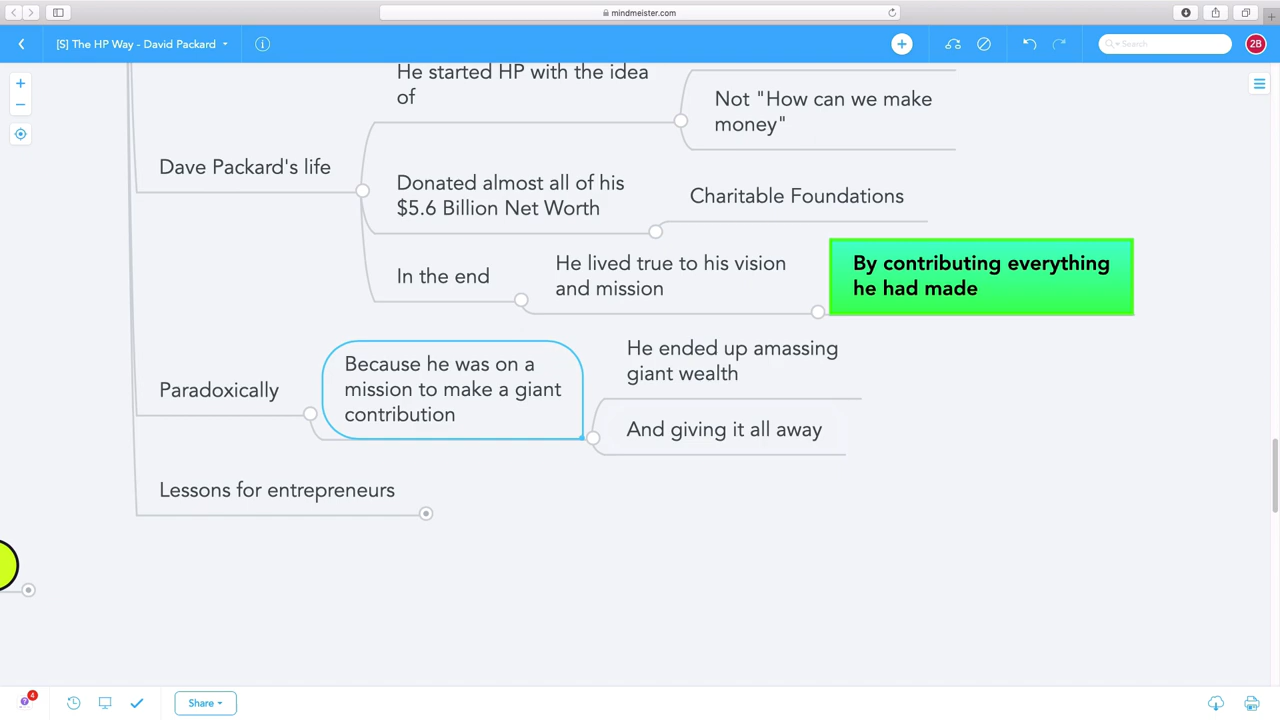 mindmeister.com
[S] The HP Way - David Packard
Search
2B
He started HP with the idea
of
Not "How can we make
money"
Dave Packard's life
Donated almost all of his
$5.6 Billion Net Worth
Charitable Foundations
In the end
He lived true to his vision
and mission
By contributing everything
he had made
Paradoxically
Because he was on a
mission to make a giant
contribution
He ended up amassing
giant wealth
And giving it all away
Lessons for entrepreneurs
4
Share